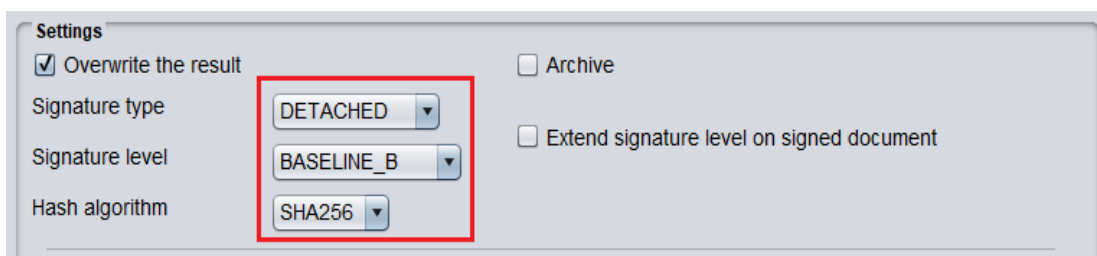 Settings
Overwrite the result
Archive
Signature type
DETACHED
Extend signature level on signed document
Signature level
BASELINE_B
Hash algorithm
SHA256